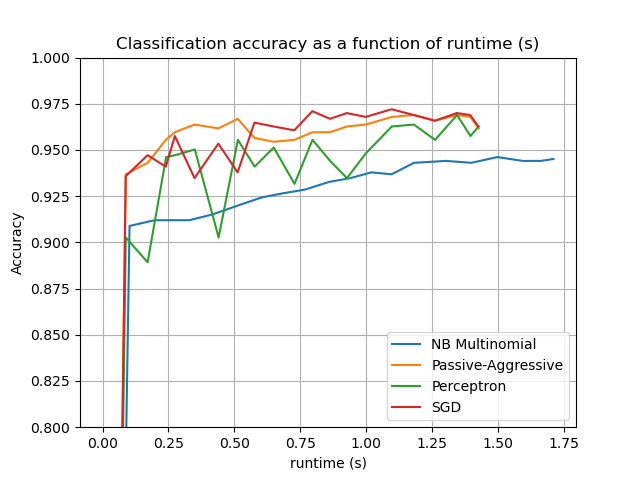 Classification accuracy as a function of runtime (s)
1.000
0.975
0.950
0.925
0.900
0.875
0.850
0.825
0.800
Accuracy
NB Multinomial
Passive-Aggressive
Perceptron
SGD
0.00 0.25 0.50 0.75 1.00 1.25 1.50 1.75
runtime (s)